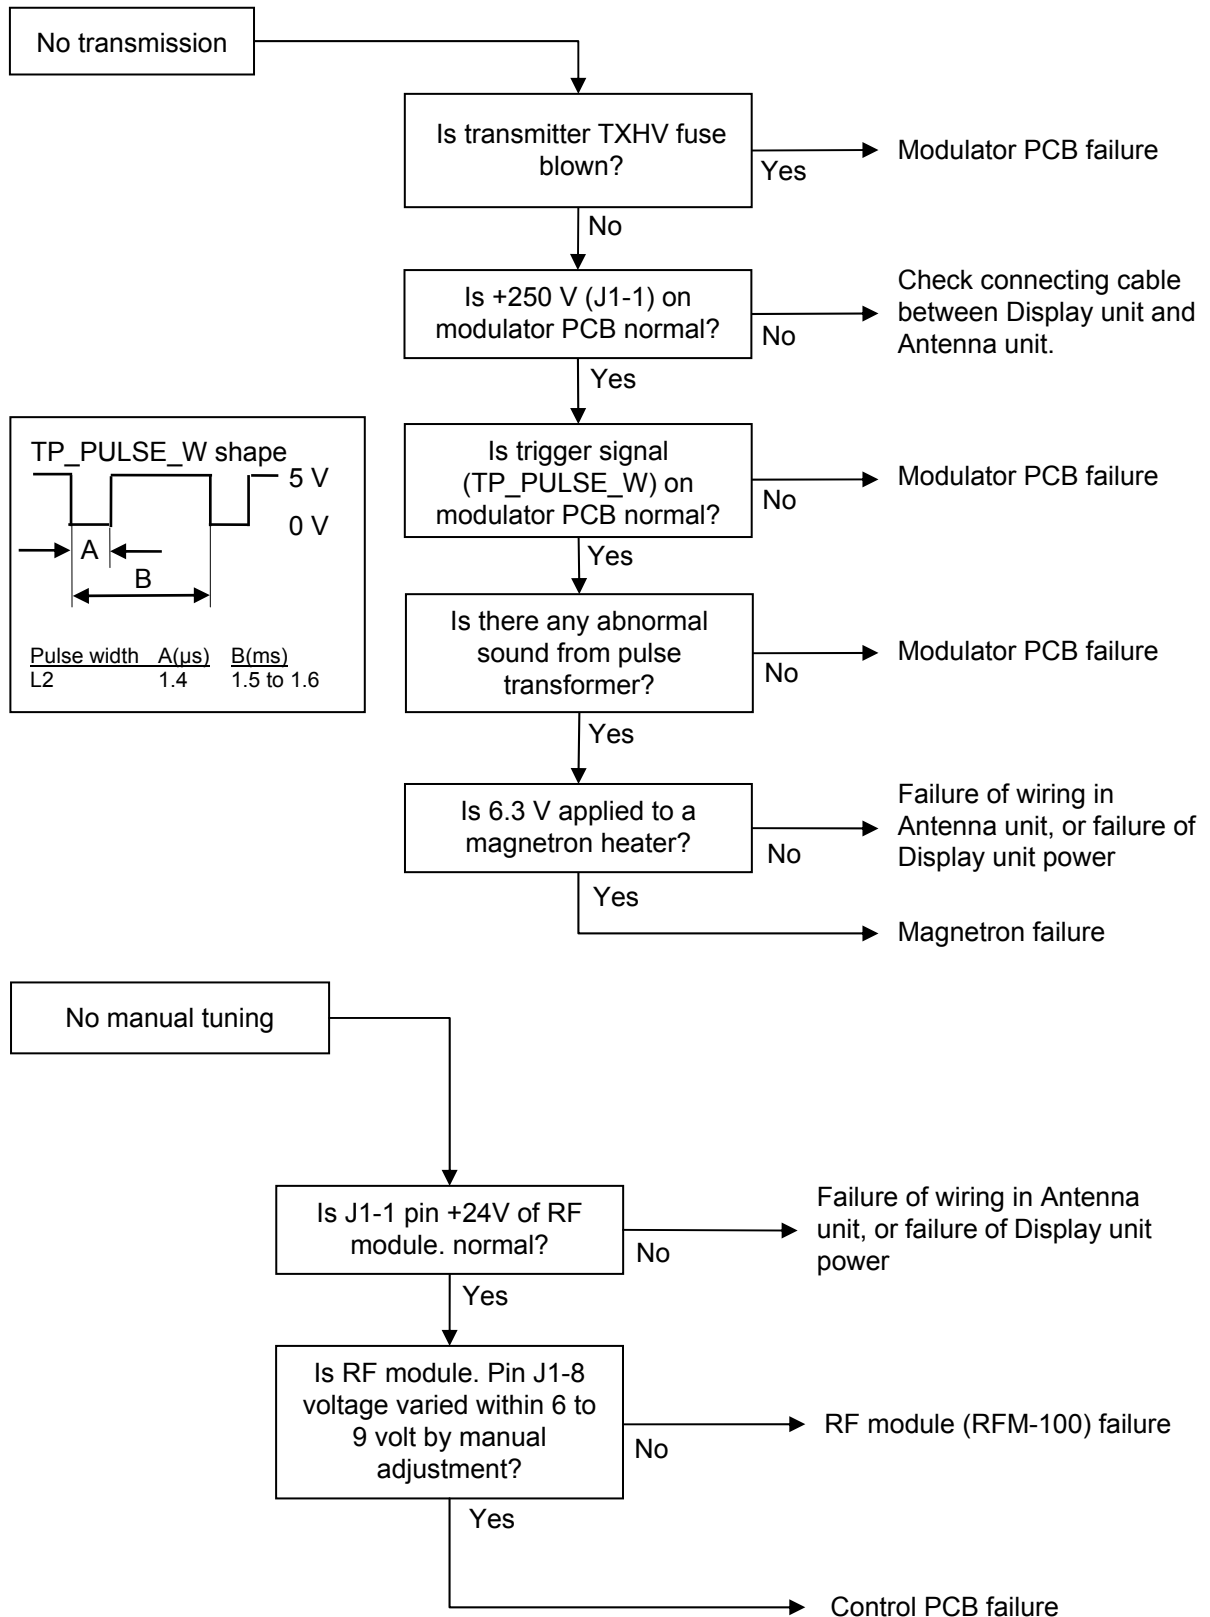 No transmission
Is transmitter TXHV fuse
blown?
Yes
Modulator PCB failure
No
Is +250 V (J1-1) on
modulator PCB normal?
No
Check connecting cable
between Display unit and
Antenna unit.
Yes
TP_PULSE_W shape
5 V
0 V
A
B
Pulse width A(μs) B(ms)
L2 1.4 1.5 to 1.6
Is trigger signal
(TP_PULSE_W) on
modulator PCB normal?
No
Modulator PCB failure
Yes
Is there any abnormal
sound from pulse
transformer?
No
Modulator PCB failure
Yes
Is 6.3 V applied to a
magnetron heater?
No
Failure of wiring in
Antenna unit, or failure of
Display unit power
Yes
Magnetron failure
No manual tuning
Is J1-1 pin +24V of RF
module. normal?
No
Failure of wiring in Antenna
unit, or failure of Display unit
power
Yes
Is RF module. Pin J1-8
voltage varied within 6 to
9 volt by manual
adjustment?
No
RF module (RFM-100) failure
Yes
Control PCB failure